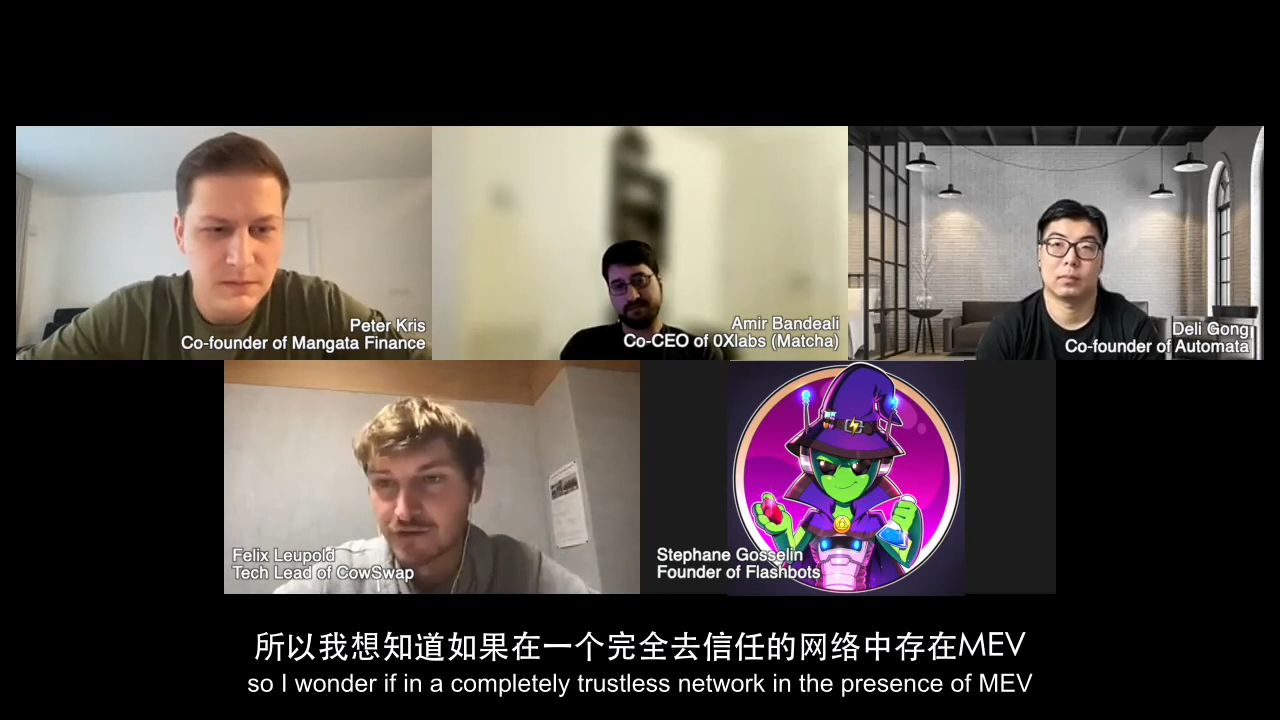 Peter Kris
Co-founder of Mangata Finance
Amir Bandeali
Co-CEO of 0Xlabs (Matcha)
Deli Gong
Co-founder of Automata
Felix Leupold
Tech Lead of CowSwap
Stephane Gosselin
Founder of Flashbots
所以我想知道如果在一个完全去信任的网络中存在MEV
so I wonder if in a completely trustless network in the presence of MEV